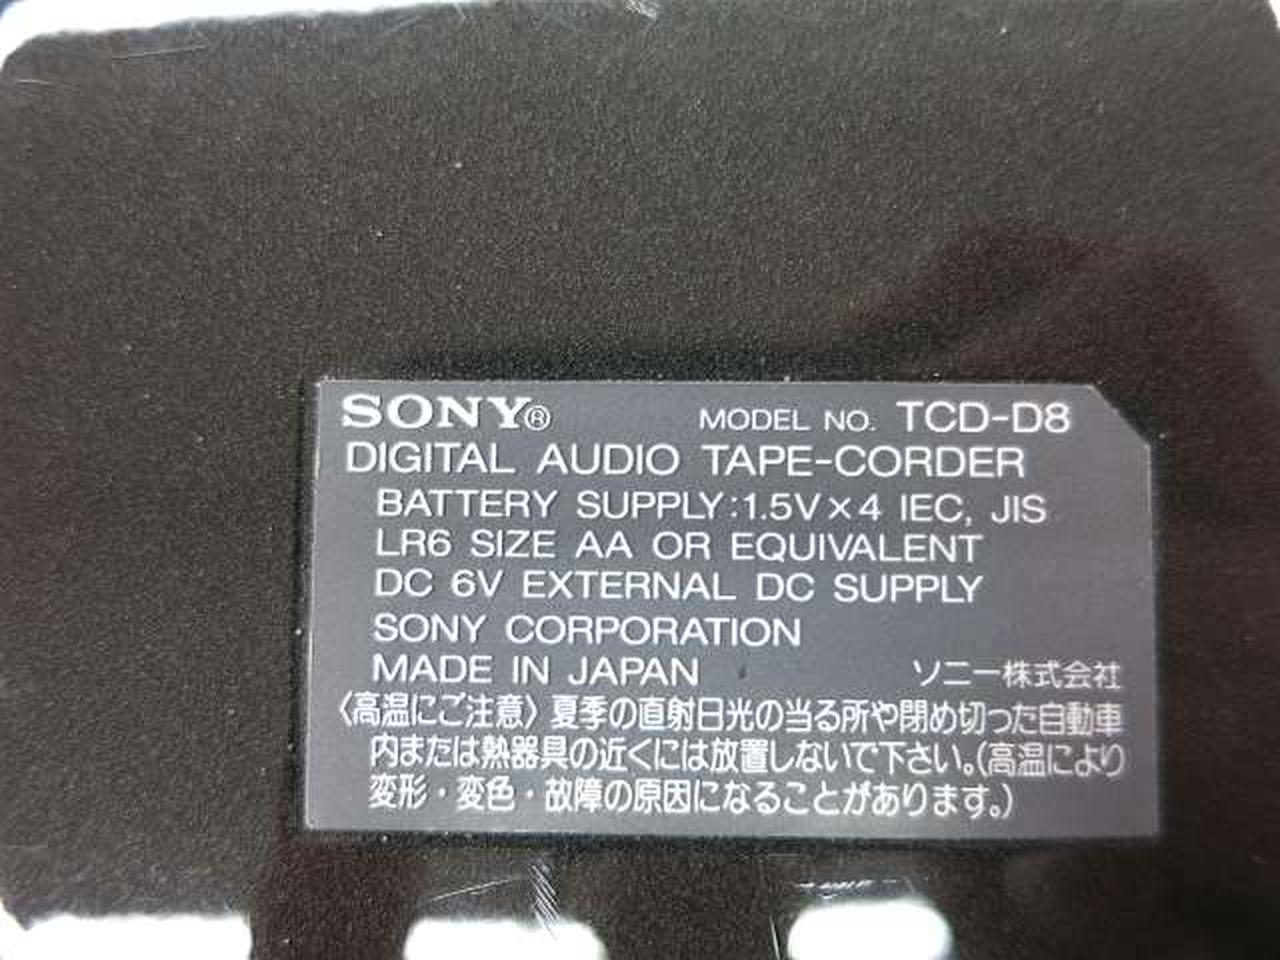 SONY® MODEL NO. TCD-D8
DIGITAL AUDIO TAPE-CORDER
BATTERY SUPPLY:1.5V×4 IEC, JIS
LR6 SIZE AA OR EQUIVALENT
DC 6V EXTERNAL DC SUPPLY
SONY CORPORATION
MADE IN JAPAN ソニー株式会社
〈高温にご注意〉夏季の直射日光の当る所や閉め切った自動車
内または熱器具の近くには放置しないで下さい。(高温により
変形・変色・故障の原因になることがあります。)